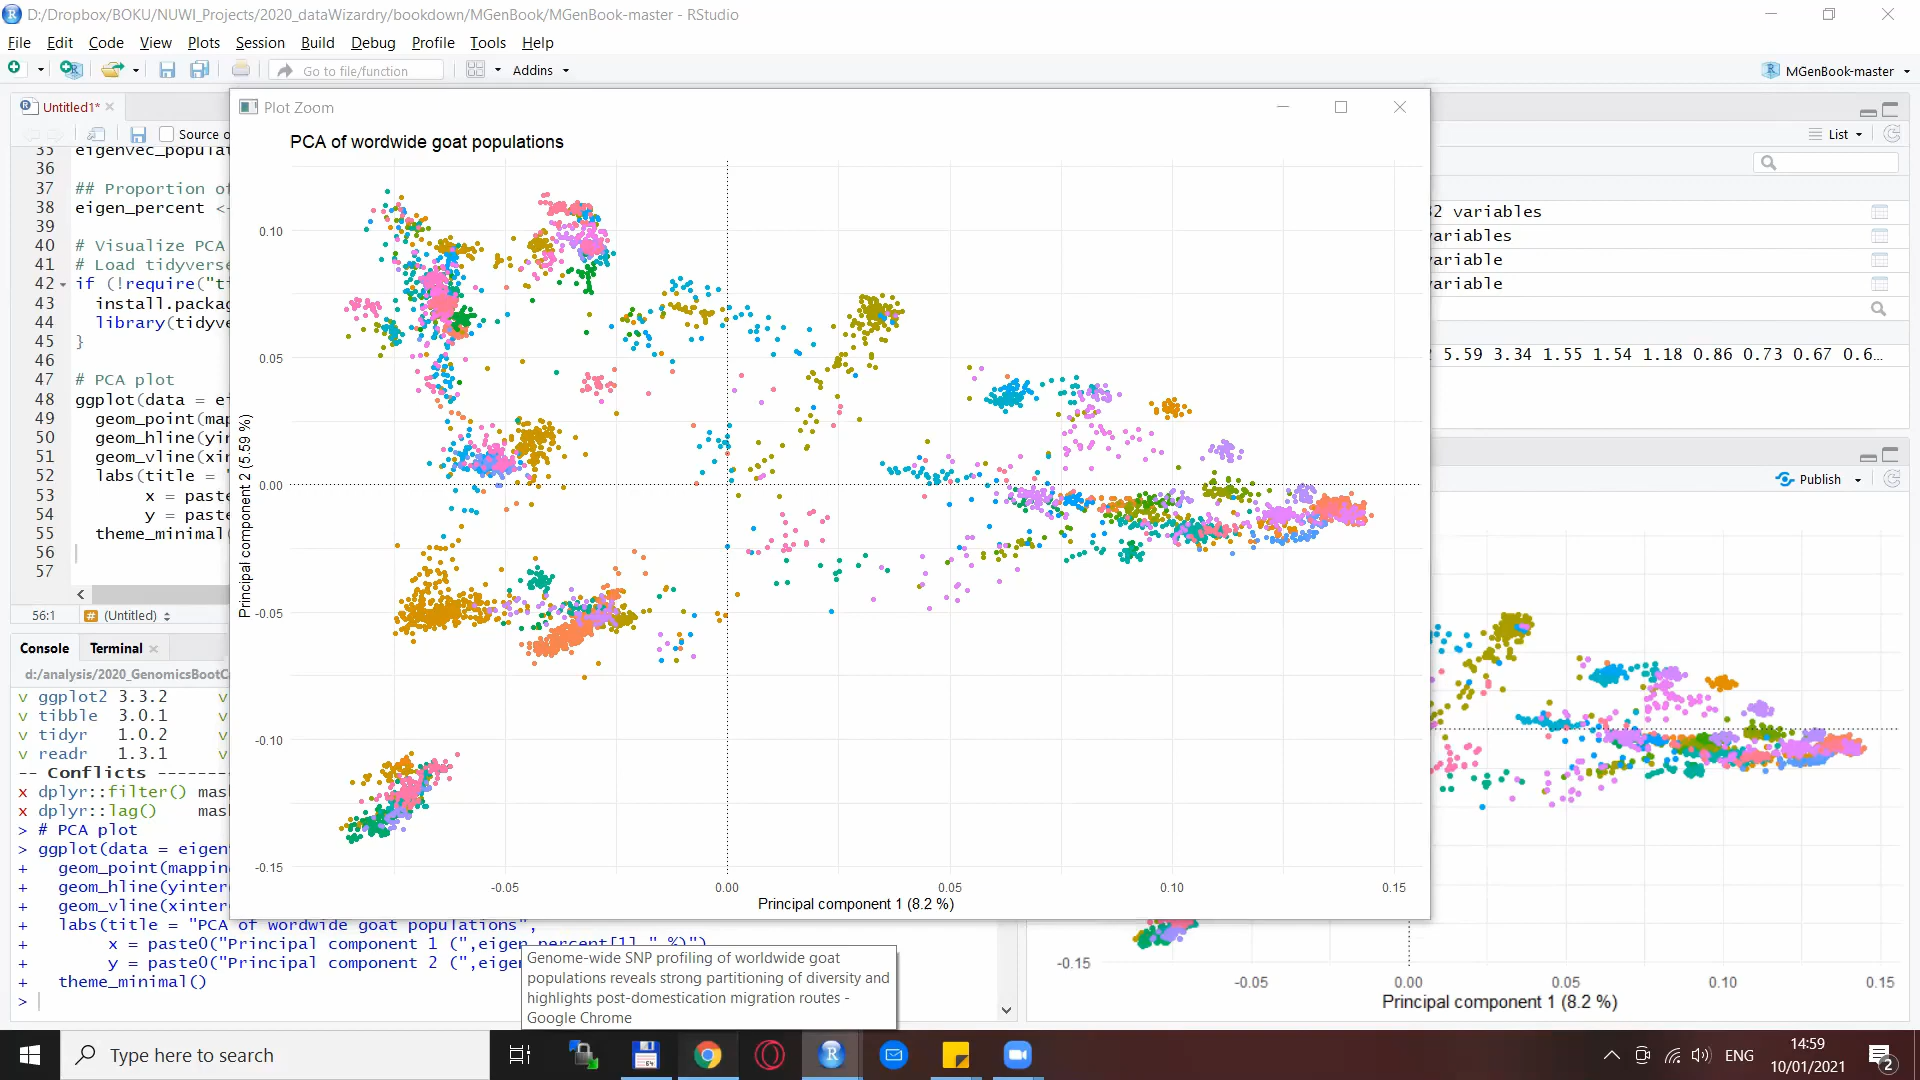 D:/Dropbox/BOKU/NUWI_Projects/2020_dataWizardry/bookdown/MGenBook/MGenBook-master - RStudio
File Edit Code View Plots Session Build Debug Profile Tools Help
Go to file/function Addins MGenBook-master
Untitled1*
Source o
35 eigenvec_populat
36
37 ## Proportion of
38 eigen_percent <-
39
40 # Visualize PCA
41 # Load tidyverse
42 if (!require("ti
43 install.packag
44 library(tidyve
45 }
46
47 # PCA plot
48 ggplot(data = ei
49 geom_point(map
50 geom_hline(yin
51 geom_vline(xin
52 labs(title = "
53 x = paste
54 y = paste
55 theme_minimal(
56
57
56:1 (Untitled)
Console Terminal
d:/analysis/2020_GenomicsBootC
v ggplot2 3.3.2 v
v tibble 3.0.1 v
v tidyr 1.0.2 v
v readr 1.3.1 v
-- Conflicts --------
x dplyr::filter() mas
x dplyr::lag() mas
> # PCA plot
> ggplot(data = eigen
+ geom_point(mappin
+ geom_hline(yinter
+ geom_vline(xinter
+ labs(title = "PCA of wordwide goat populations",
+ x = paste0("Principal component 1 (",eigen_percent[1]," %)")
+ y = paste0("Principal component 2 (",eige
+ theme_minimal()
>
Plot Zoom
PCA of wordwide goat populations
Principal component 2 (5.59 %)
0.10
0.05
0.00
-0.05
-0.10
-0.15
-0.05 0.00 0.05 0.10 0.15
Principal component 1 (8.2 %)
List
32 variables
variables
variable
variable
5.59 3.34 1.55 1.54 1.18 0.86 0.73 0.67 0.6...
Publish
-0.15
-0.05 0.00 0.05 0.10 0.15
Principal component 1 (8.2 %)
Genome-wide SNP profiling of worldwide goat
populations reveals strong partitioning of diversity and
highlights post-domestication migration routes -
Google Chrome
Type here to search
64
ENG
14:59
10/01/2021
2